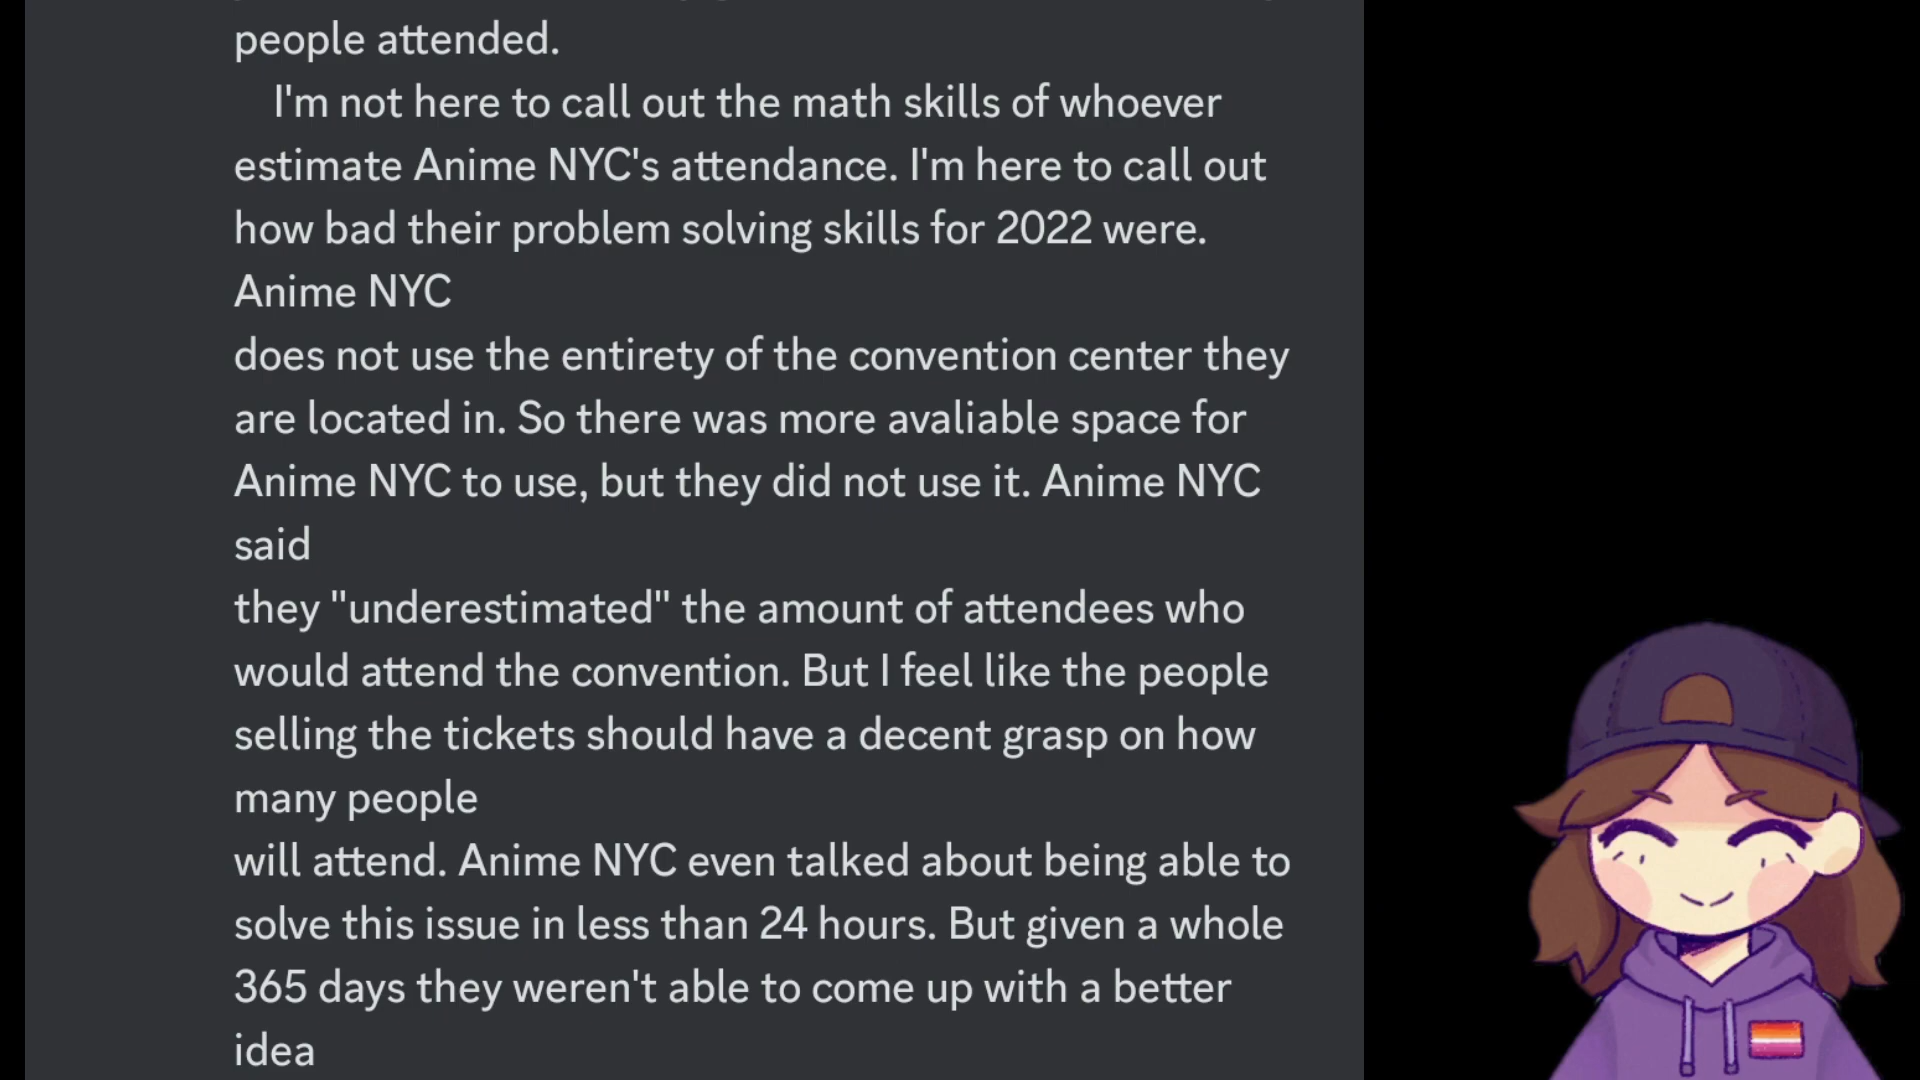 people attended.
I'm not here to call out the math skills of whoever
estimate Anime NYC's attendance. I'm here to call out
how bad their problem solving skills for 2022 were.
Anime NYC
does not use the entirety of the convention center they
are located in. So there was more avaliable space for
Anime NYC to use, but they did not use it. Anime NYC
said
they "underestimated" the amount of attendees who
would attend the convention. But I feel like the people
selling the tickets should have a decent grasp on how
many people
will attend. Anime NYC even talked about being able to
solve this issue in less than 24 hours. But given a whole
365 days they weren't able to come up with a better
idea